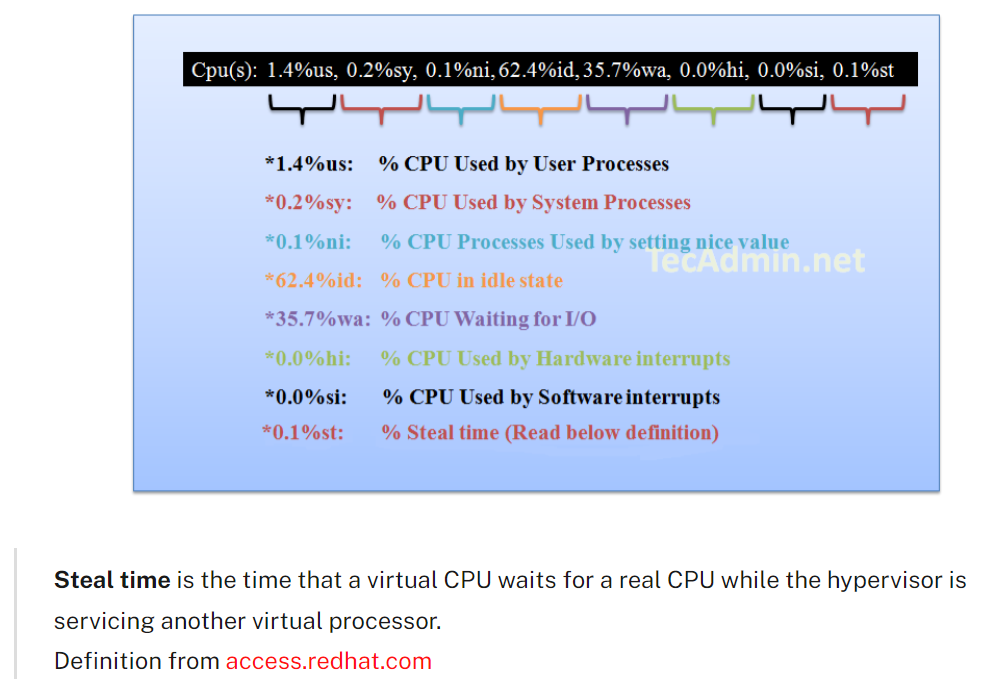 Cpu(s): 1.4%us, 0.2%sy, 0.1%ni, 62.4%id, 35.7%wa, 0.0%hi, 0.0%si, 0.1%st
*1.4%us: % CPU Used by User Processes
*0.2%sy: % CPU Used by System Processes
*0.1%ni: % CPU Processes Used by setting nice value
TecAdmin.net
*62.4%id: % CPU in idle state
*35.7%wa: % CPU Waiting for I/O
*0.0%hi: % CPU Used by Hardware interrupts
*0.0%si: % CPU Used by Software interrupts
*0.1%st: % Steal time (Read below definition)
Steal time is the time that a virtual CPU waits for a real CPU while the hypervisor is
servicing another virtual processor.
Definition from access.redhat.com